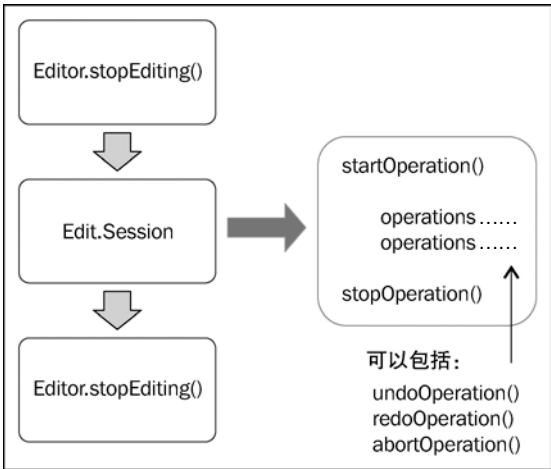 Editor.stopEditing()
Edit.Session
Editor.stopEditing()
startOperation()
operations……
operations……
stopOperation()
可以包括：
undoOperation()
redoOperation()
abortOperation()